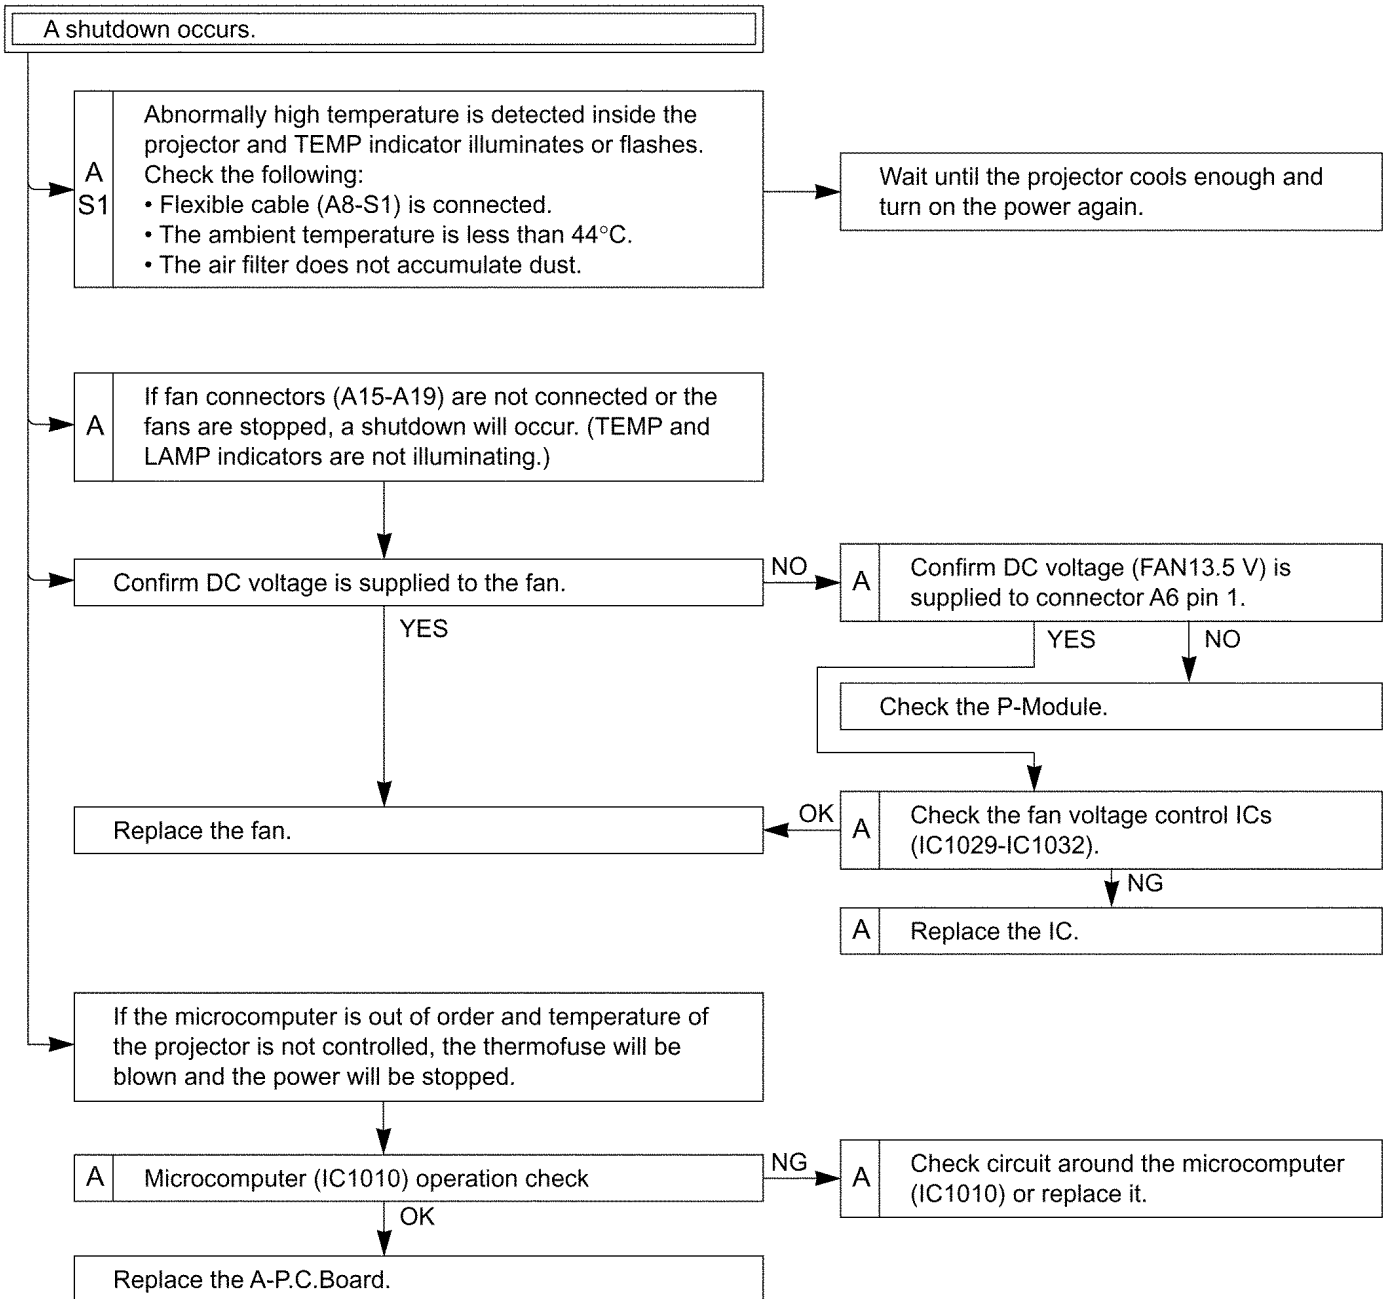 A shutdown occurs.
A
S1
Abnormally high temperature is detected inside the
projector and TEMP indicator illuminates or flashes.
Check the following:
• Flexible cable (A8-S1) is connected.
• The ambient temperature is less than 44°C.
• The air filter does not accumulate dust.
Wait until the projector cools enough and
turn on the power again.
A
If fan connectors (A15-A19) are not connected or the
fans are stopped, a shutdown will occur. (TEMP and
LAMP indicators are not illuminating.)
Confirm DC voltage is supplied to the fan.
NO
A
Confirm DC voltage (FAN13.5 V) is
supplied to connector A6 pin 1.
YES
YES
NO
Check the P-Module.
Replace the fan.
OK
A
Check the fan voltage control ICs
(IC1029-IC1032).
NG
A
Replace the IC.
If the microcomputer is out of order and temperature of
the projector is not controlled, the thermofuse will be
blown and the power will be stopped.
A
Microcomputer (IC1010) operation check
NG
A
Check circuit around the microcomputer
(IC1010) or replace it.
OK
Replace the A-P.C.Board.